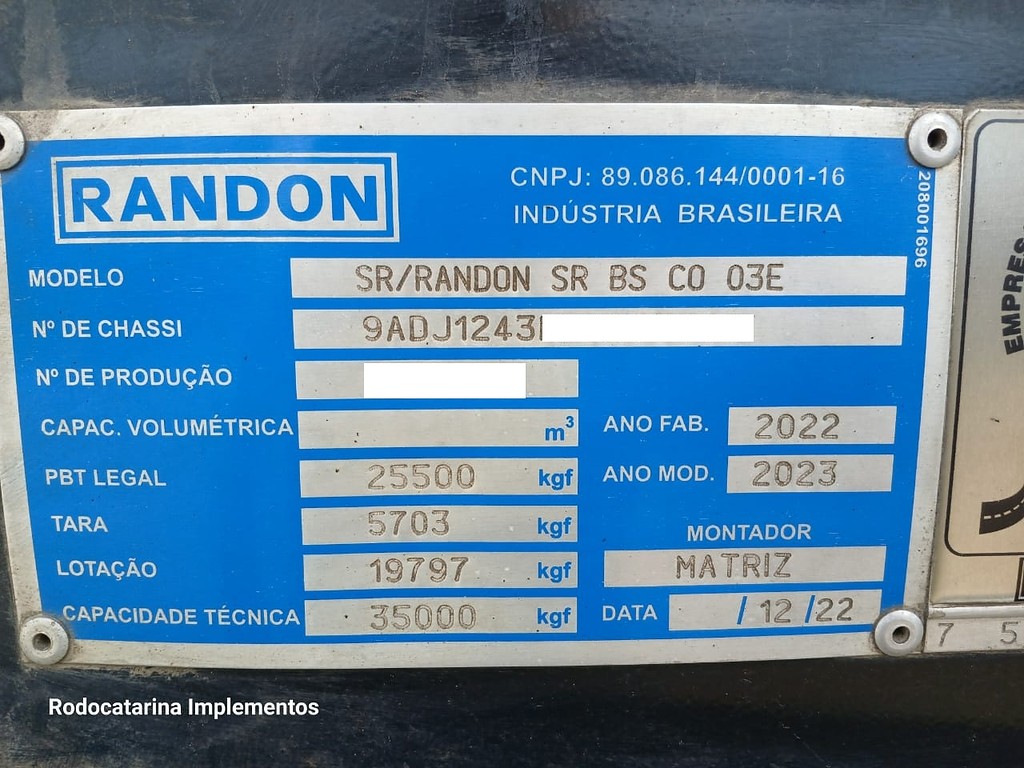 RANDON
CNPJ: 89.086.144/0001-16
INDÚSTRIA BRASILEIRA
208001696
MODELO SR/RANDON SR BS CO 03E
Nº DE CHASSI 9ADJ1243
Nº DE PRODUÇÃO
CAPAC. VOLUMÉTRICA m³ ANO FAB. 2022
PBT LEGAL 25500 kgf ANO MOD. 2023
TARA 5703 kgf
MONTADOR
LOTAÇÃO 19797 kgf MATRIZ
CAPACIDADE TÉCNICA 35000 kgf DATA /12/22
EMPRES
7 5
Rodocatarina Implementos